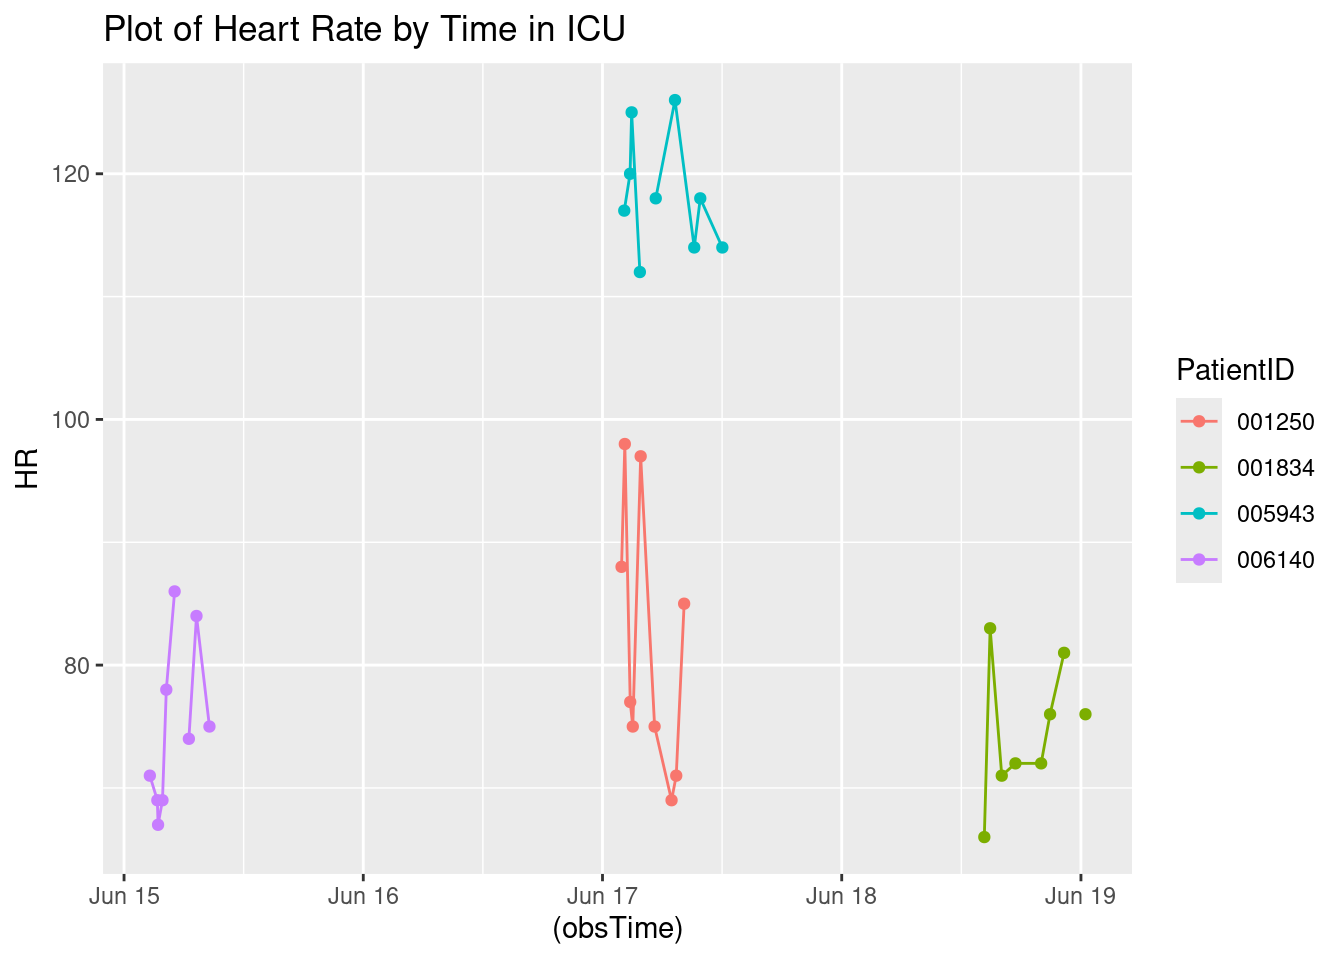 Plot of Heart Rate by Time in ICU
120
100
80
HR
Jun 15 Jun 16 Jun 17 Jun 18 Jun 19
(obsTime)
PatientID
001250
001834
005943
006140